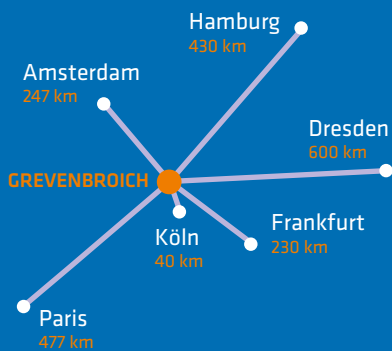 Hamburg
430 km
Amsterdam
247 km
Dresden
600 km
GREVENBROICH
Köln
40 km
Frankfurt
230 km
Paris
477 km